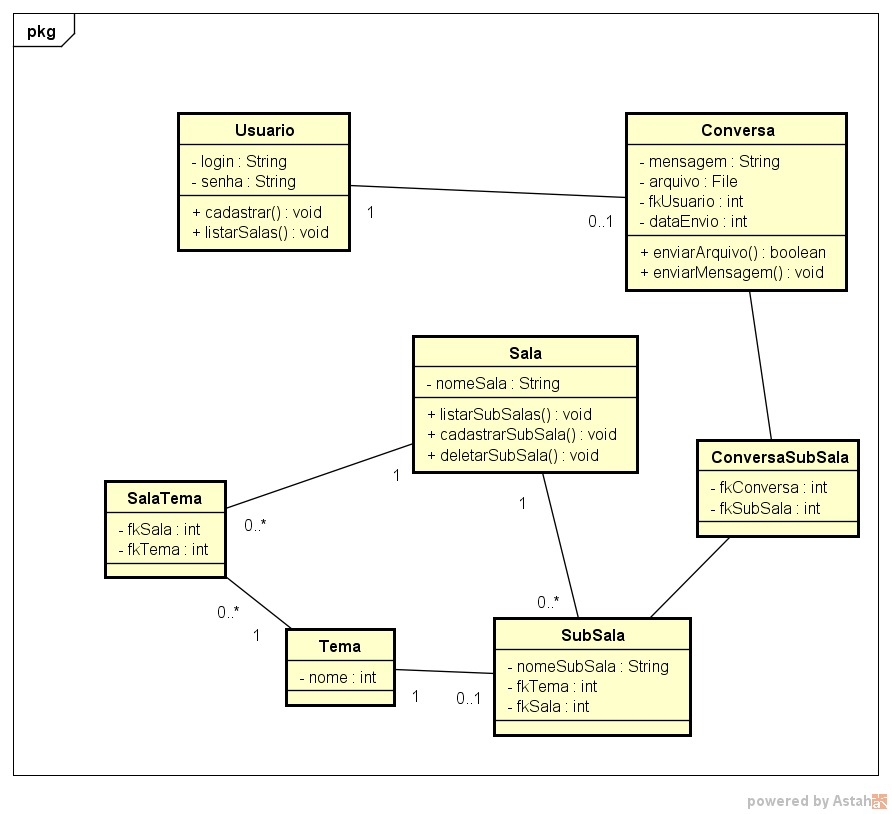 pkg
Usuario
- login : String
- senha : String
+ cadastrar() : void
+ listarSalas() : void
1
0..1
Conversa
- mensagem : String
- arquivo : File
- fkUsuario : int
- dataEnvio : int
+ enviarArquivo() : boolean
+ enviarMensagem() : void
Sala
- nomeSala : String
+ listarSubSalas() : void
+ cadastrarSubSala() : void
+ deletarSubSala() : void
1
1
ConversaSubSala
- fkConversa : int
- fkSubSala : int
SalaTema
- fkSala : int
- fkTema : int
0..*
0..*
1
0..*
Tema
- nome : int
1
0..1
SubSala
- nomeSubSala : String
- fkTema : int
- fkSala : int
powered by Astah